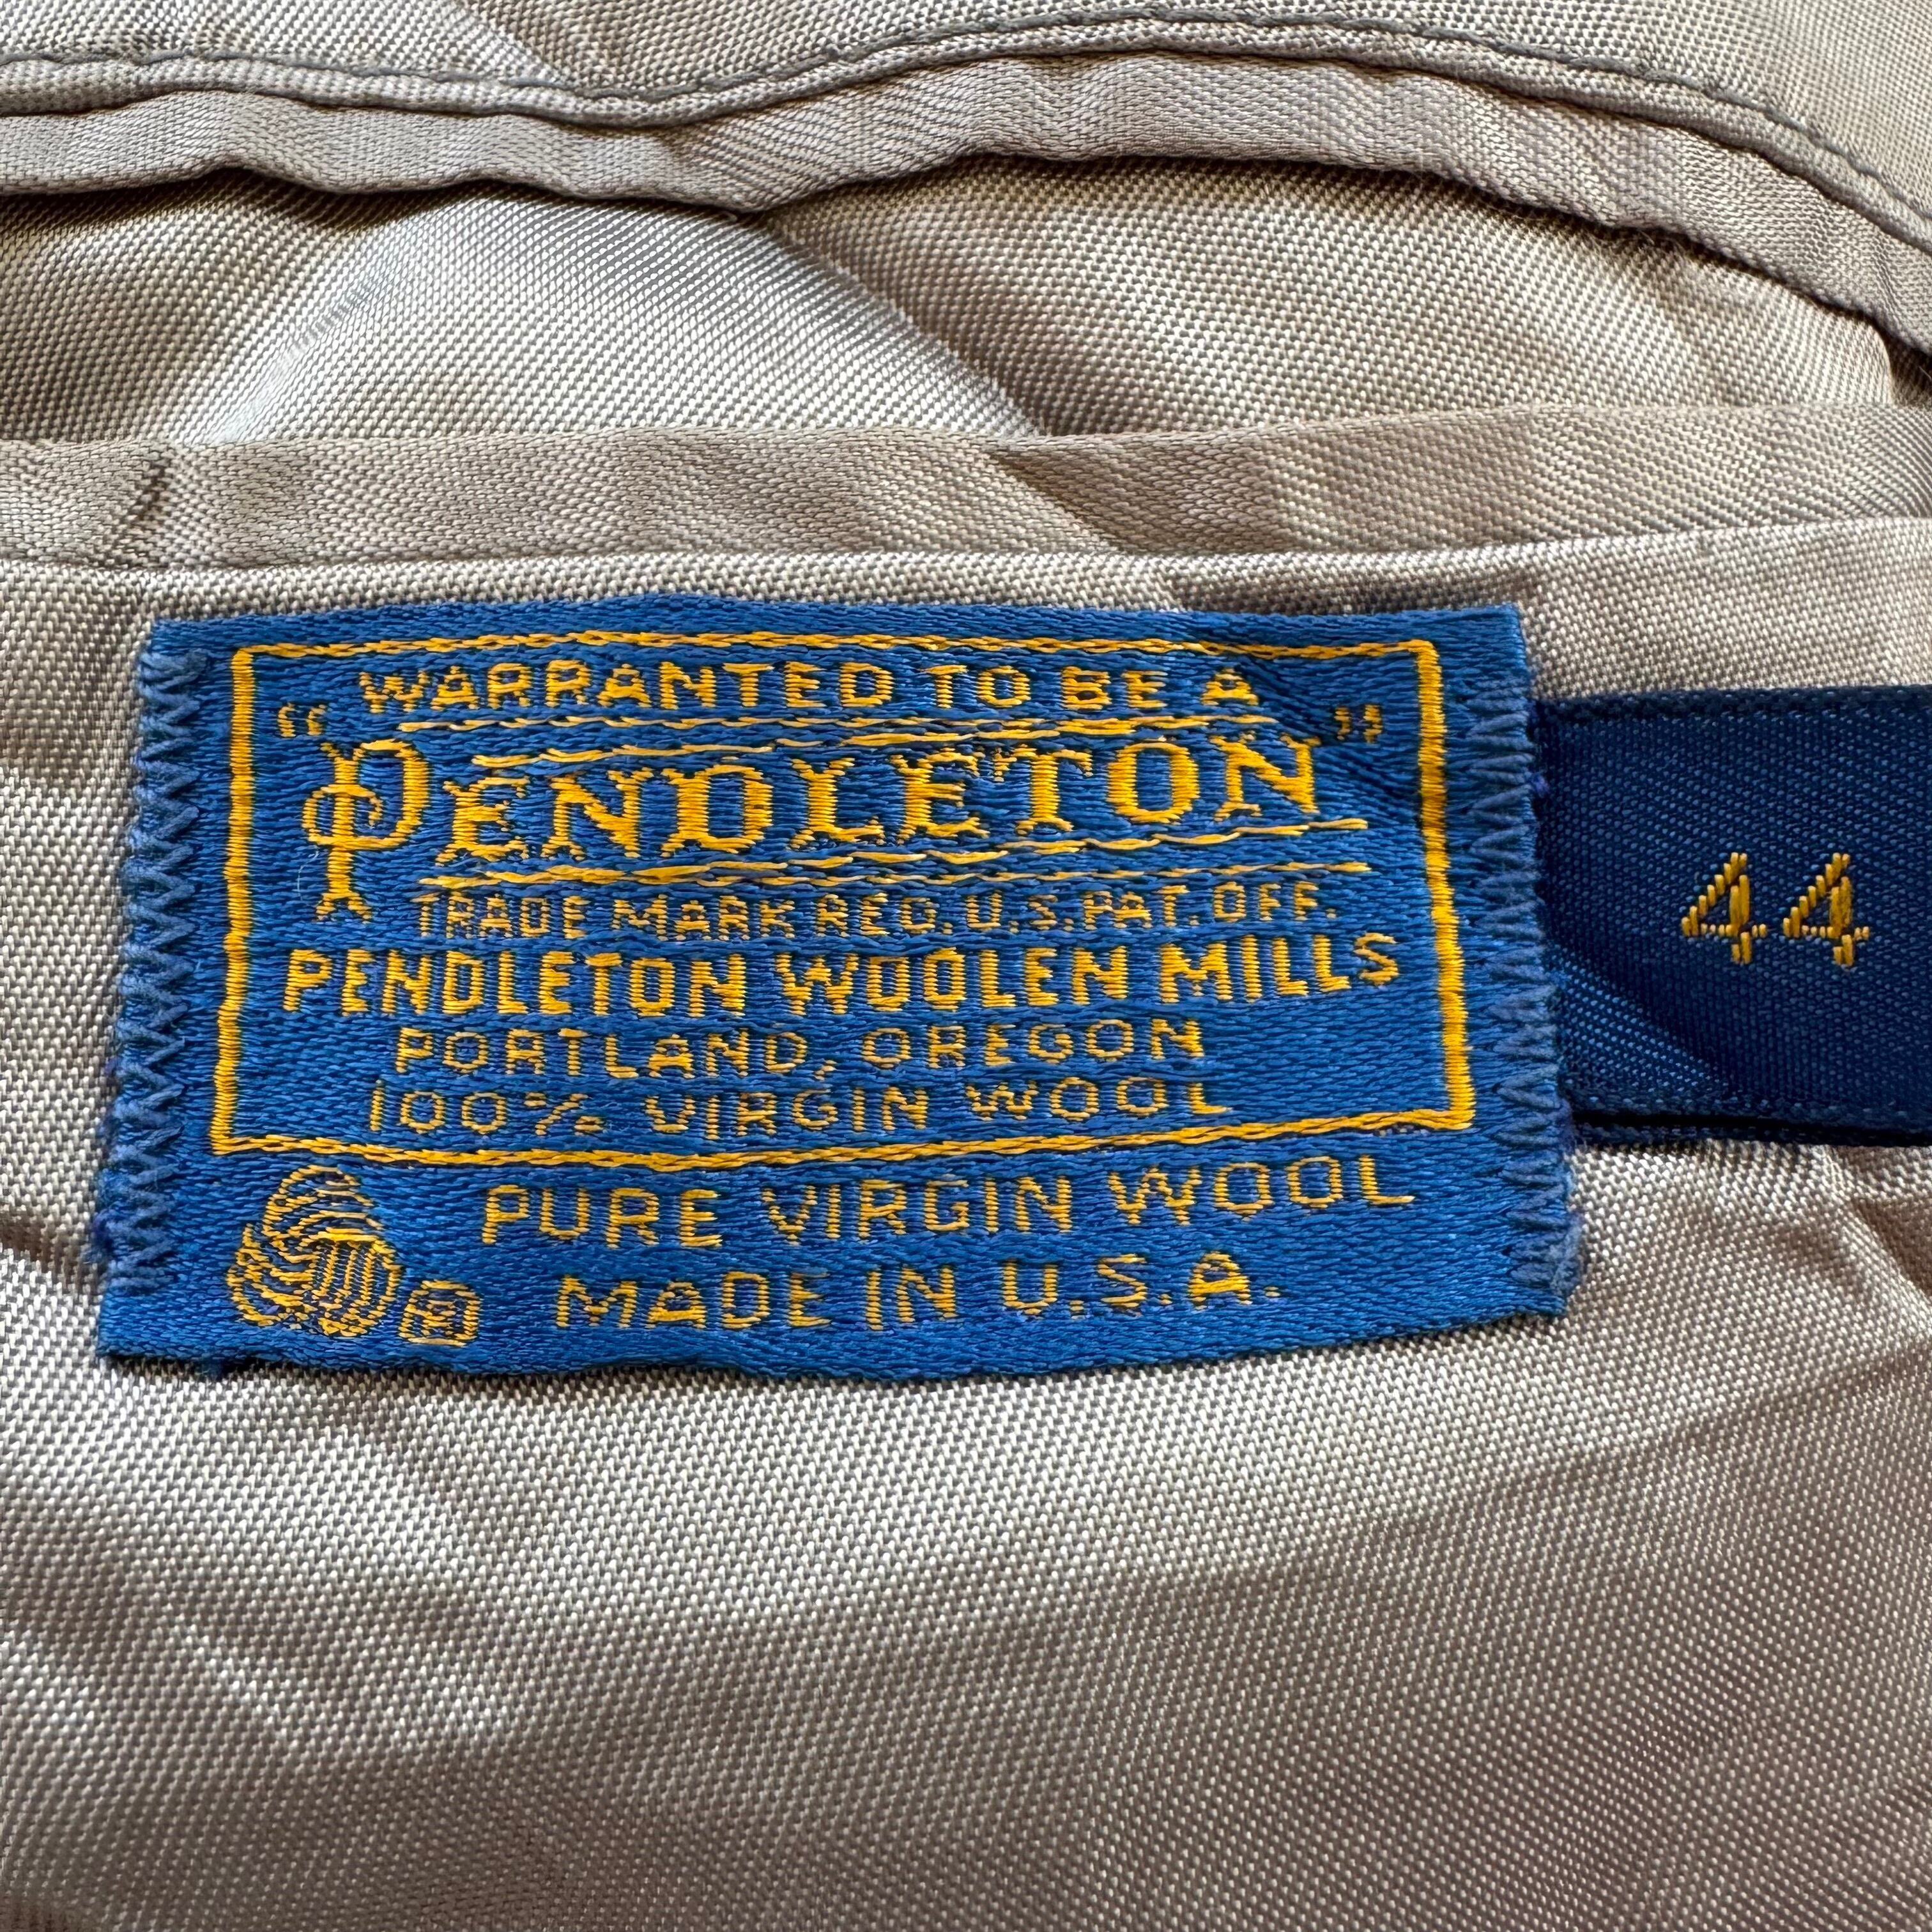 WARRANTED TO BE A
"PENDLETON"
TRADE MARK REG. U.S. PAT. OFF.
PENDLETON WOOLEN MILLS
PORTLAND, OREGON
100% VIRGIN WOOL
PURE VIRGIN WOOL
R MADE IN U.S.A.
44